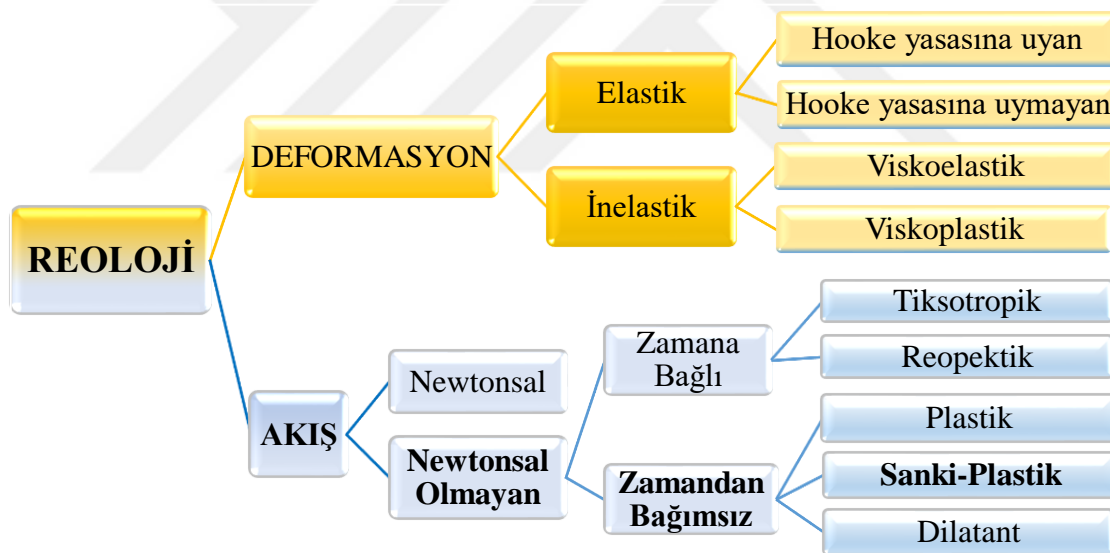 REOLOJİ
DEFORMASYON
Elastik
Hooke yasasına uyan
Hooke yasasına uymayan
İnelastik
Viskoelastik
Viskoplastik
AKIŞ
Newtonsal
Newtonsal
Olmayan
Zamana
Bağlı
Tiksotropik
Reopektik
Zamandan
Bağımsız
Plastik
Sanki-Plastik
Dilatant